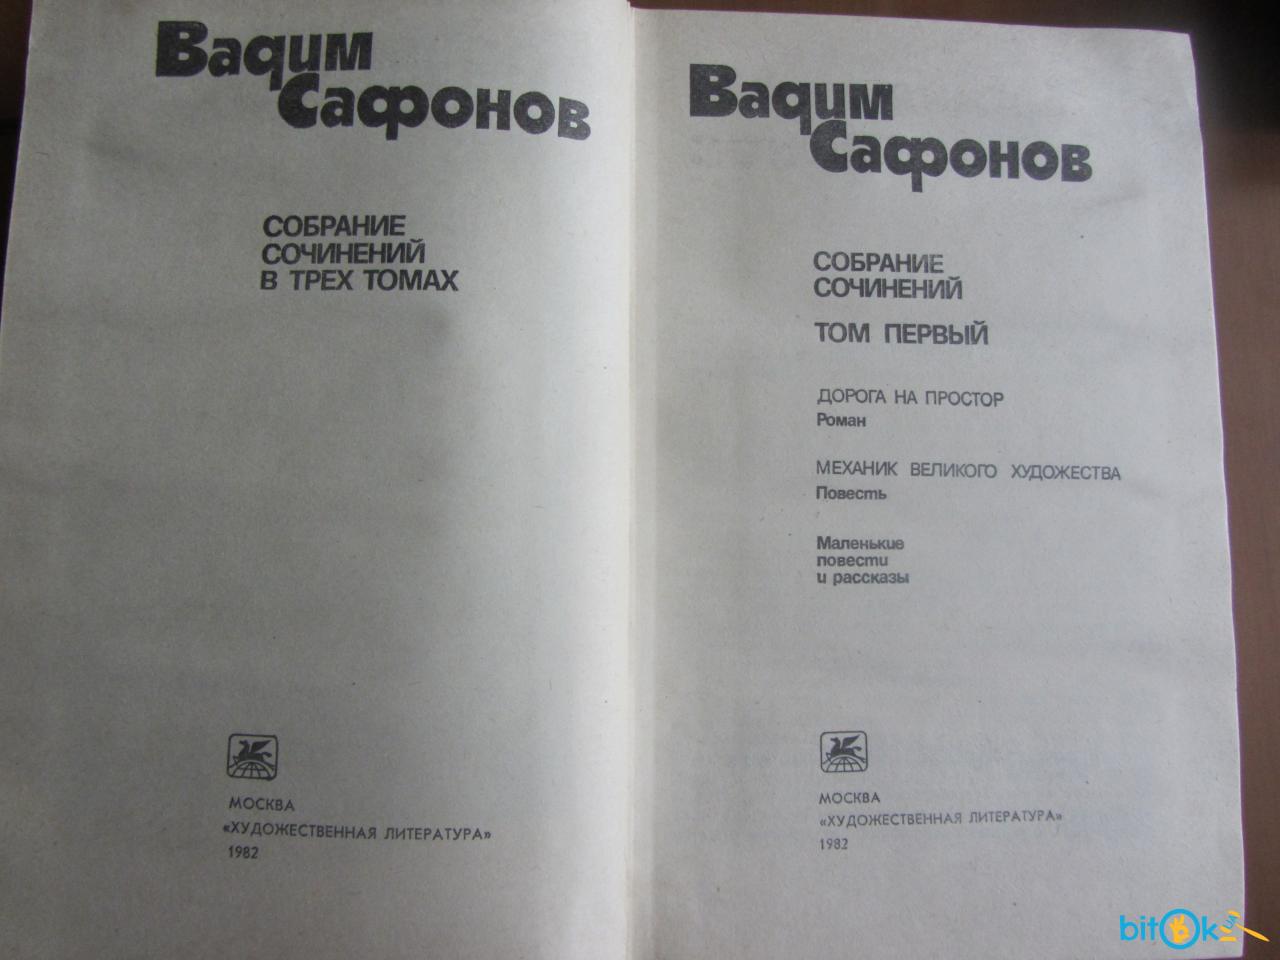 Вадим
Сафонов
СОБРАНИЕ
СОЧИНЕНИЙ
В ТРЕХ ТОМАХ
МОСКВА
«ХУДОЖЕСТВЕННАЯ ЛИТЕРАТУРА»
1982
Вадим
Сафонов
СОБРАНИЕ
СОЧИНЕНИЙ
ТОМ ПЕРВЫЙ
ДОРОГА НА ПРОСТОР
Роман
МЕХАНИК ВЕЛИКОГО ХУДОЖЕСТВА
Повесть
Маленькие
повести
и рассказы
МОСКВА
«ХУДОЖЕСТВЕННАЯ ЛИТЕРАТУРА»
1982
bitOk UA